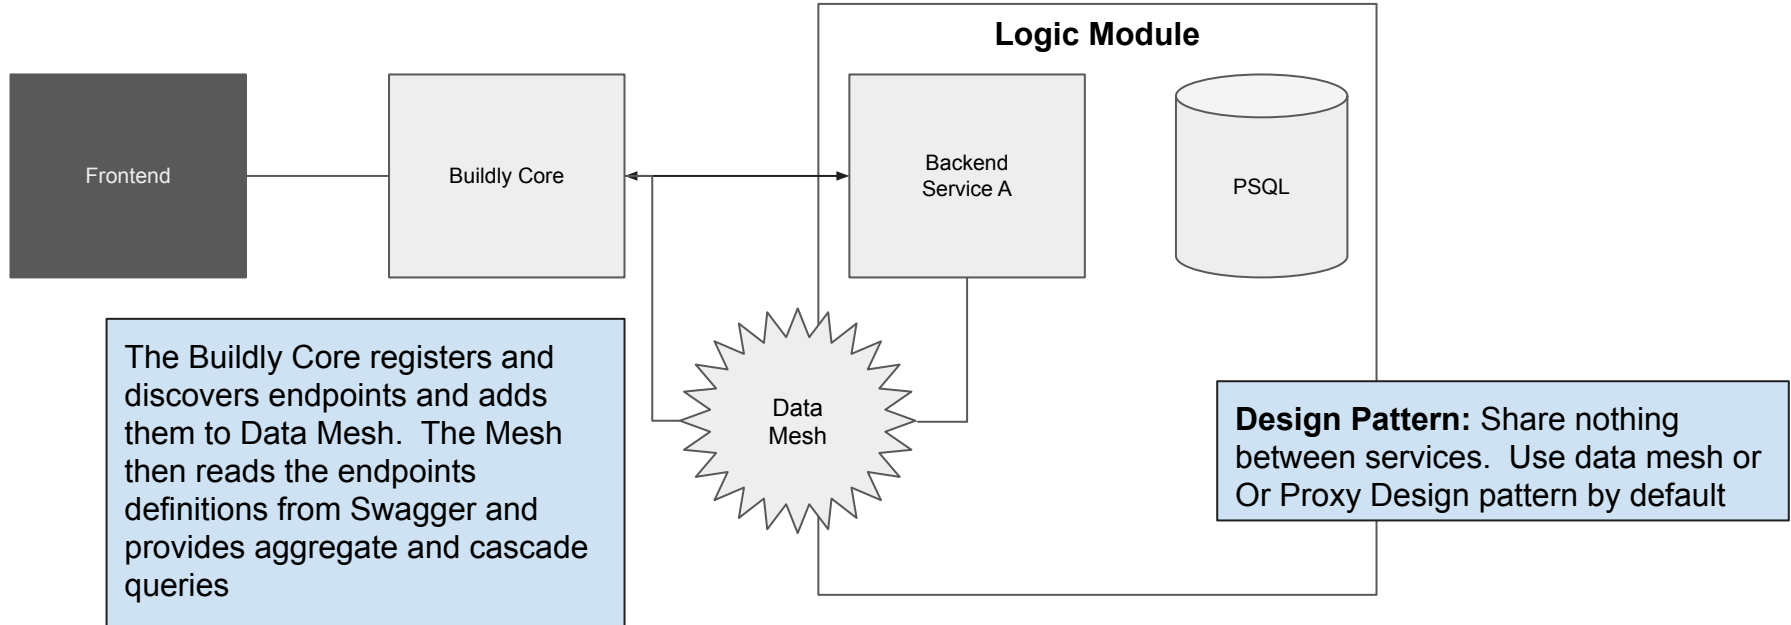 Logic Module
Frontend
Buildly Core
Backend
Service A
PSQL
The Buildly Core registers and
discovers endpoints and adds
them to Data Mesh.  The Mesh
then reads the endpoints
definitions from Swagger and
provides aggregate and cascade
queries
Data
Mesh
Design Pattern: Share nothing
between services.  Use data mesh or
Or Proxy Design pattern by default